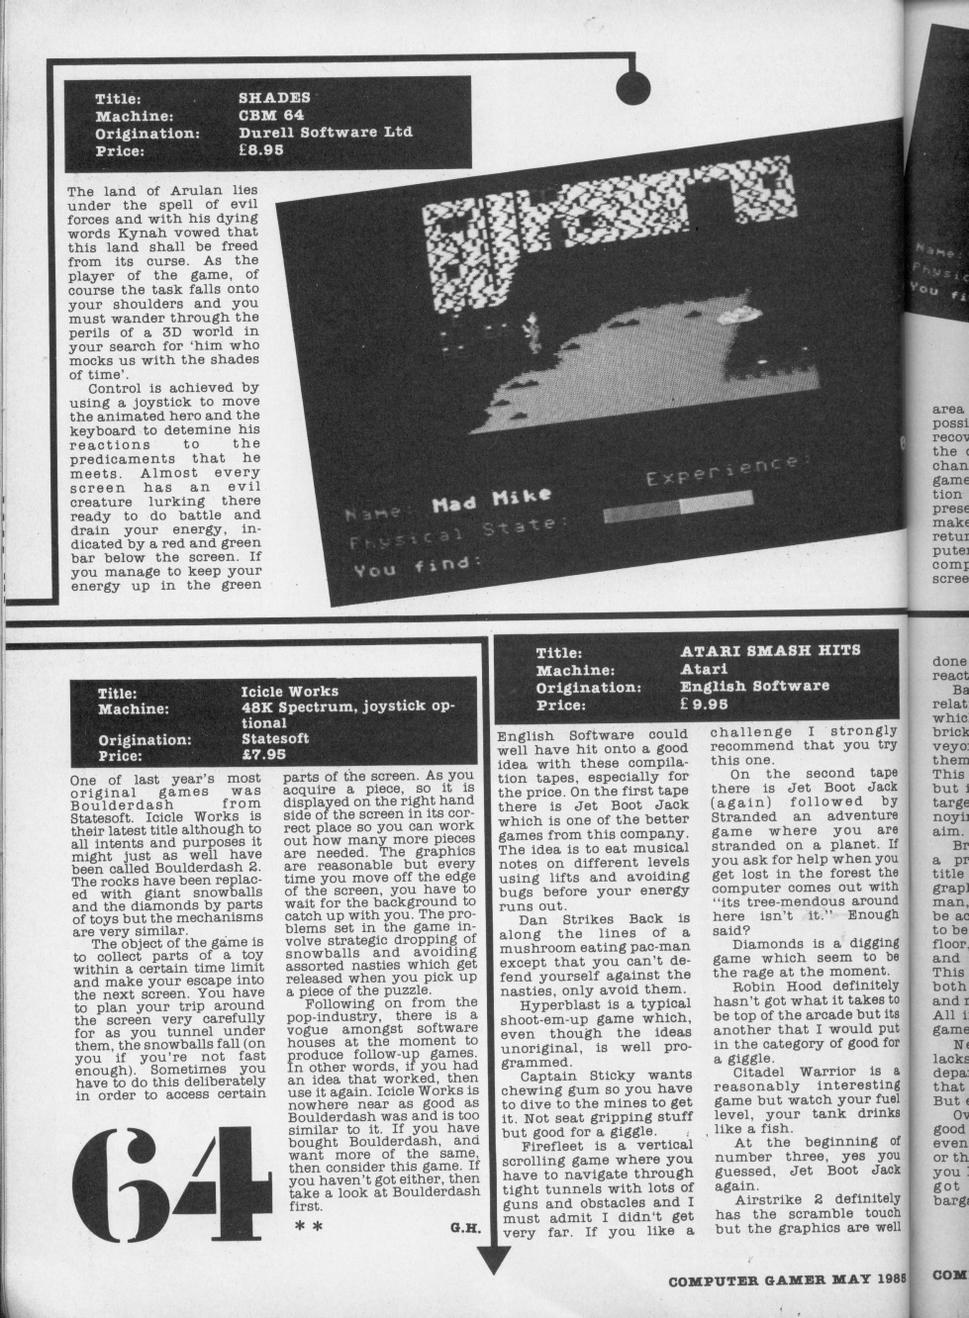 Title: SHADES
Machine: CBM 64
Origination: Durell Software Ltd
Price: £8.95
The land of Arulan lies
under the spell of evil
forces and with his dying
words Kynah vowed that
this land shall be freed
from its curse. As the
player of the game, of
course the task falls onto
your shoulders and you
must wander through the
perils of a 3D world in
your search for 'him who
mocks us with the shades
of time'.
Control is achieved by
using a joystick to move
the animated hero and the
keyboard to detemine his
reactions to the
predicaments that he
meets. Almost every
screen has an evil
creature lurking there
ready to do battle and
drain your energy, in-
dicated by a red and green
bar below the screen. If
you manage to keep your
energy up in the green
Name: Mad Mike
Experience:
Physical State:
You find:
Title: Icicle Works
Machine: 48K Spectrum, joystick op-
tional
Origination: Statesoft
Price: £7.95
One of last year's most
original games was
Boulderdash from
Statesoft. Icicle Works is
their latest title although to
all intents and purposes it
might just as well have
been called Boulderdash 2.
The rocks have been replac-
ed with giant snowballs
and the diamonds by parts
of toys but the mechanisms
are very similar.
The object of the game is
to collect parts of a toy
within a certain time limit
and make your escape into
the next screen. You have
to plan your trip around
the screen very carefully
for as you tunnel under
them, the snowballs fall (on
you if you're not fast
enough). Sometimes you
have to do this deliberately
in order to access certain
parts of the screen. As you
acquire a piece, so it is
displayed on the right hand
side of the screen in its cor-
rect place so you can work
out how many more pieces
are needed. The graphics
are reasonable but every
time you move off the edge
of the screen, you have to
wait for the background to
catch up with you. The pro-
blems set in the game in-
volve strategic dropping of
snowballs and avoiding
assorted nasties which get
released when you pick up
a piece of the puzzle.
Following on from the
pop-industry, there is a
vogue amongst software
houses at the moment to
produce follow-up games.
In other words, if you had
an idea that worked, then
use it again. Icicle Works is
nowhere near as good as
Boulderdash was and is too
similar to it. If you have
bought Boulderdash, and
want more of the same,
then consider this game. If
you haven't got either, then
take a look at Boulderdash
first.
** G.H.
64
Title: ATARI SMASH HITS
Machine: Atari
Origination: English Software
Price: £9.95
English Software could
well have hit onto a good
idea with these compila-
tion tapes, especially for
the price. On the first tape
there is Jet Boot Jack
which is one of the better
games from this company.
The idea is to eat musical
notes on different levels
using lifts and avoiding
bugs before your energy
runs out.
Dan Strikes Back is
along the lines of a
mushroom eating pac-man
except that you can't de-
fend yourself against the
nasties, only avoid them.
Hyperblast is a typical
shoot-em-up game which,
even though the ideas
unoriginal, is well pro-
grammed.
Captain Sticky wants
chewing gum so you have
to dive to the mines to get
it. Not seat gripping stuff
but good for a giggle.
Firefleet is a vertical
scrolling game where you
have to navigate through
tight tunnels with lots of
guns and obstacles and I
must admit I didn't get
very far. If you like a
challenge I strongly
recommend that you try
this one.
On the second tape
there is Jet Boot Jack
(again) followed by
Stranded an adventure
game where you are
stranded on a planet. If
you ask for help when you
get lost in the forest the
computer comes out with
"its tree-mendous around
here isn't it." Enough
said?
Diamonds is a digging
game which seem to be
the rage at the moment.
Robin Hood definitely
hasn't got what it takes to
be top of the arcade but its
another that I would put
in the category of good for
a giggle.
Citadel Warrior is a
reasonably interesting
game but watch your fuel
level, your tank drinks
like a fish.
At the beginning of
number three, yes you
guessed, Jet Boot Jack
again.
Airstrike 2 definitely
has the scramble touch
but the graphics are well
COMPUTER GAMER MAY 1985